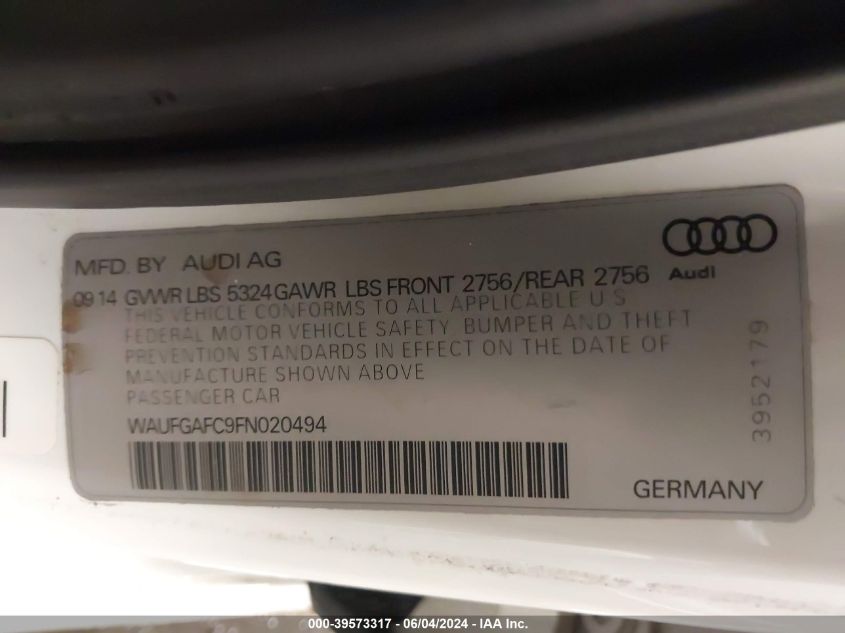 MFD. BY AUDI AG
Audi
09 14 GVWR LBS 5324 GAWR LBS FRONT 2756/REAR 2756
THIS VEHICLE CONFORMS TO ALL APPLICABLE U S
FEDERAL MOTOR VEHICLE SAFETY, BUMPER AND THEFT
PREVENTION STANDARDS IN EFFECT ON THE DATE OF
MANUFACTURE SHOWN ABOVE
PASSENGER CAR
WAUFGAFC9FN020494
3952179
GERMANY
000-39573317 - 06/04/2024 - IAA Inc.